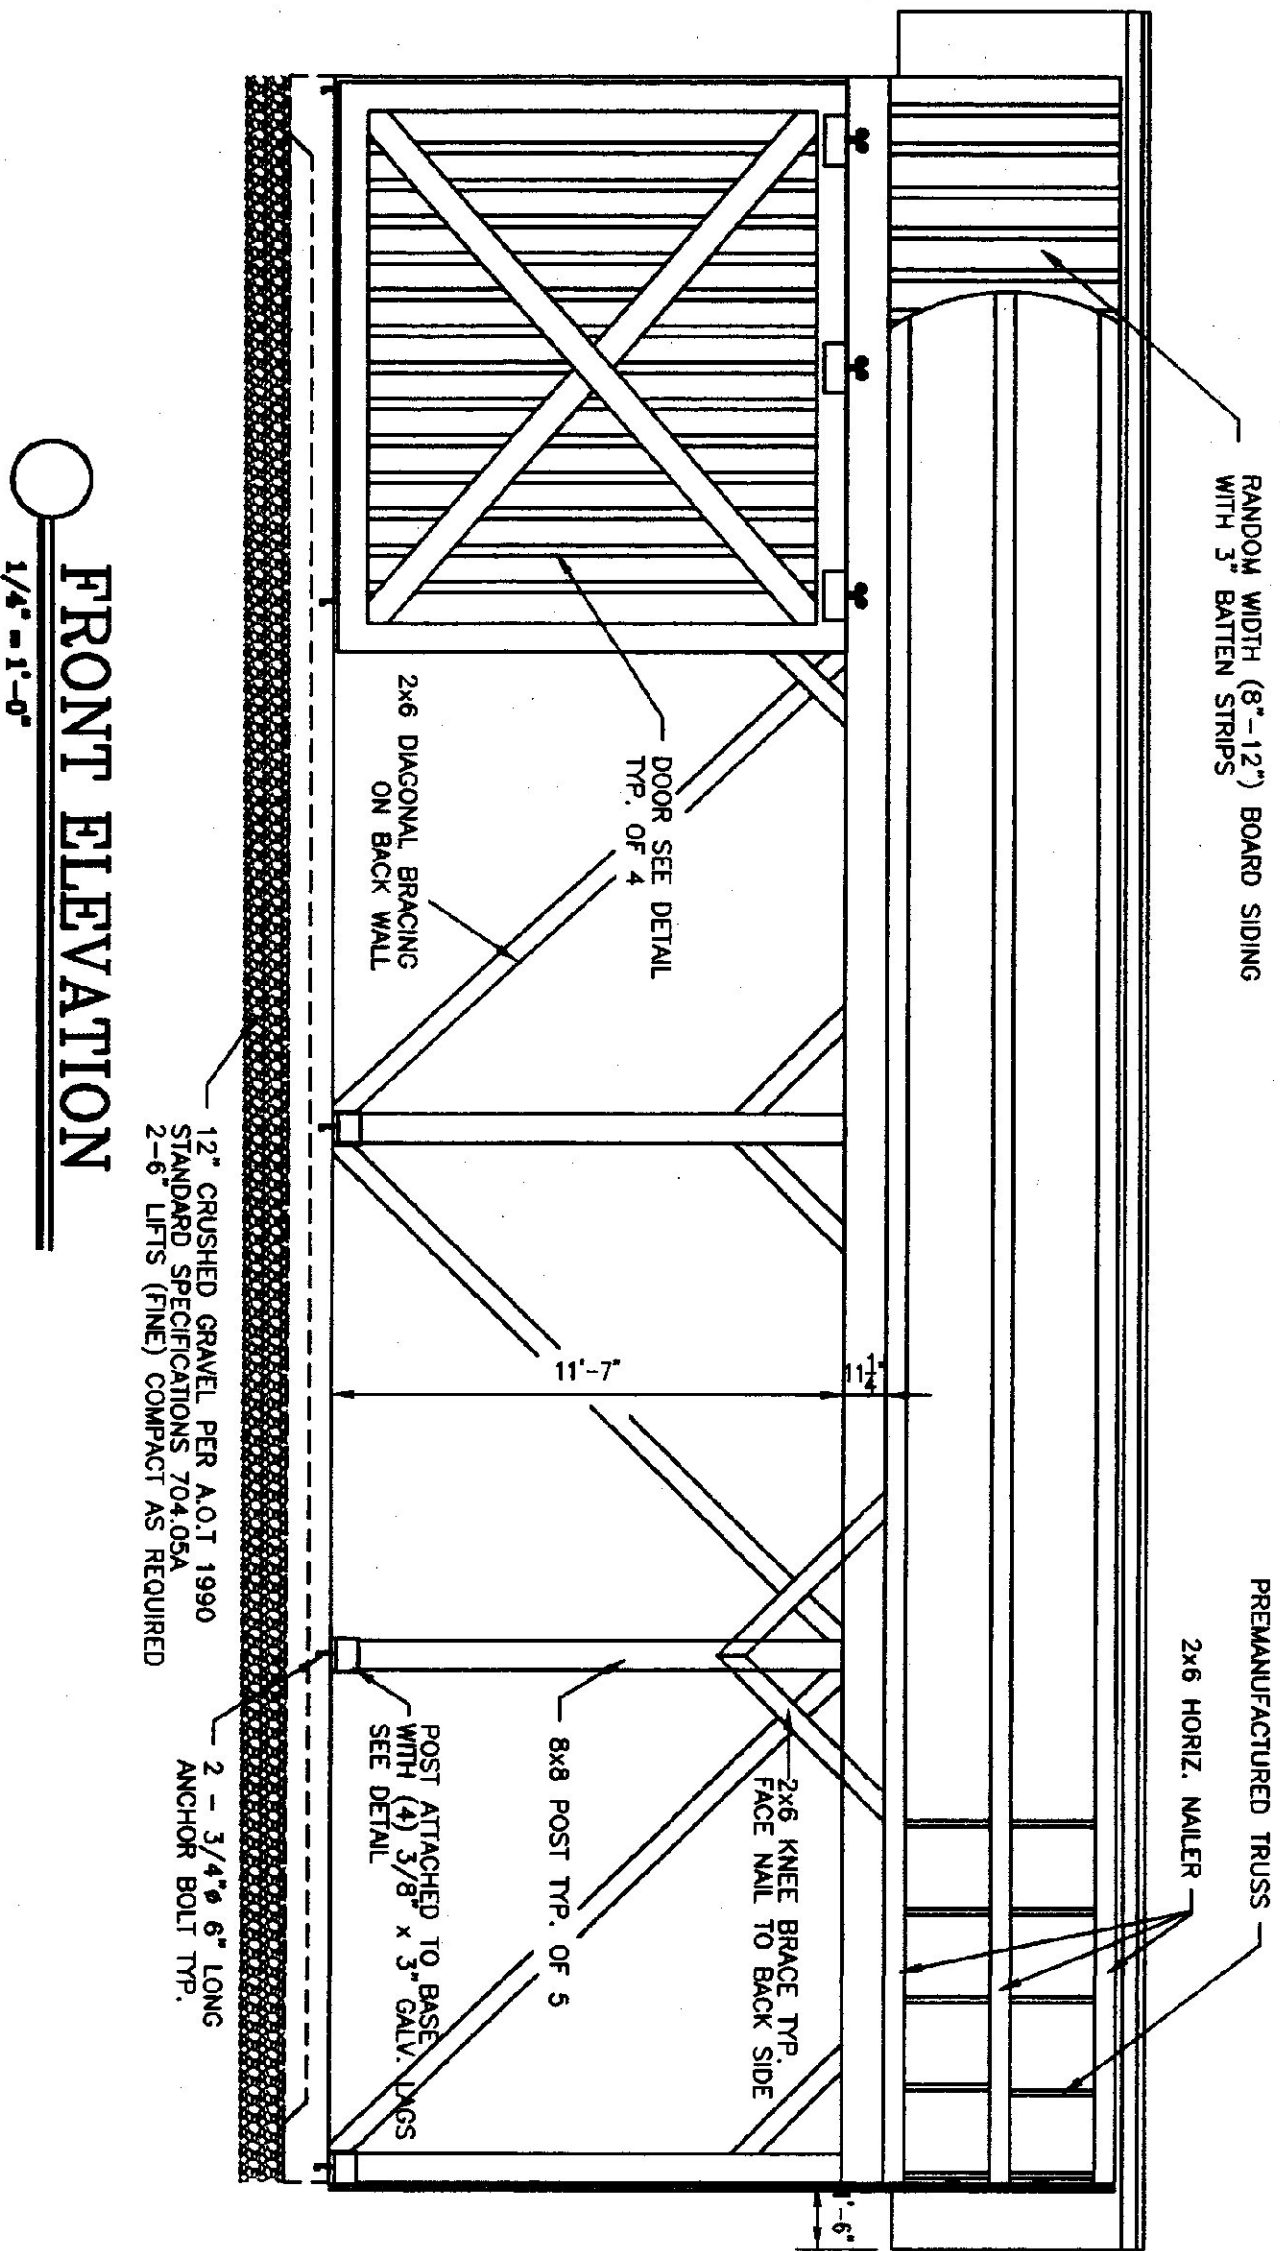 PREMANUFACTURED TRUSS
2x6 HORIZ. NAILER
RANDOM WIDTH (8"-12") BOARD SIDING
WITH 3" BATTEN STRIPS
11 1/4"
'-6"
2x6 KNEE BRACE TYP.
FACE NAIL TO BACK SIDE
DOOR SEE DETAIL
TYP. OF 4
11'-7"
8x8 POST TYP. OF 5
2x6 DIAGONAL BRACING
ON BACK WALL
POST ATTACHED TO BASE
WITH (4) 3/8" x 3" GALV. LAGS
SEE DETAIL
12" CRUSHED GRAVEL PER A.O.T 1990
STANDARD SPECIFICATIONS 704.05A
2-6" LIFTS (FINE) COMPACT AS REQUIRED
2 - 3/4"ø 6" LONG
ANCHOR BOLT TYP.
FRONT ELEVATION
1/4" = 1'-0"